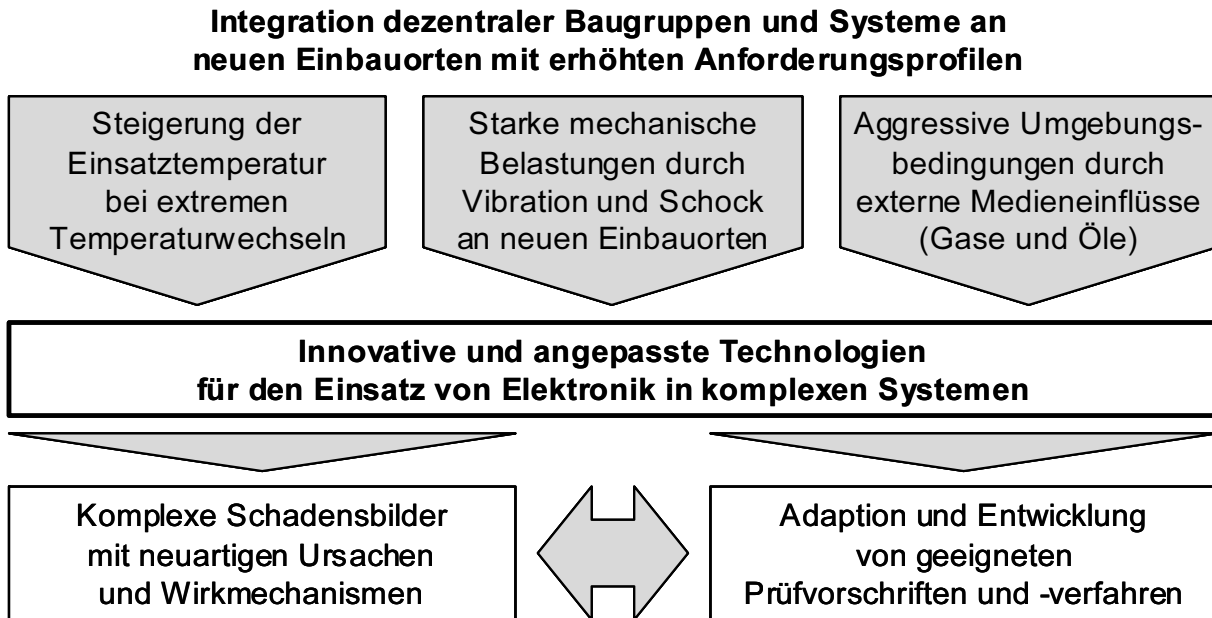 Integration dezentraler Baugruppen und Systeme an
neuen Einbauorten mit erhöhten Anforderungsprofilen
Steigerung der
Einsatztemperatur
bei extremen
Temperaturwechseln
Starke mechanische
Belastungen durch
Vibration und Schock
an neuen Einbauorten
Aggressive Umgebungs-
bedingungen durch
externe Medieneinflüsse
(Gase und Öle)
Innovative und angepasste Technologien
für den Einsatz von Elektronik in komplexen Systemen
Komplexe Schadensbilder
mit neuartigen Ursachen
und Wirkmechanismen
Adaption und Entwicklung
von geeigneten
Prüfvorschriften und -verfahren